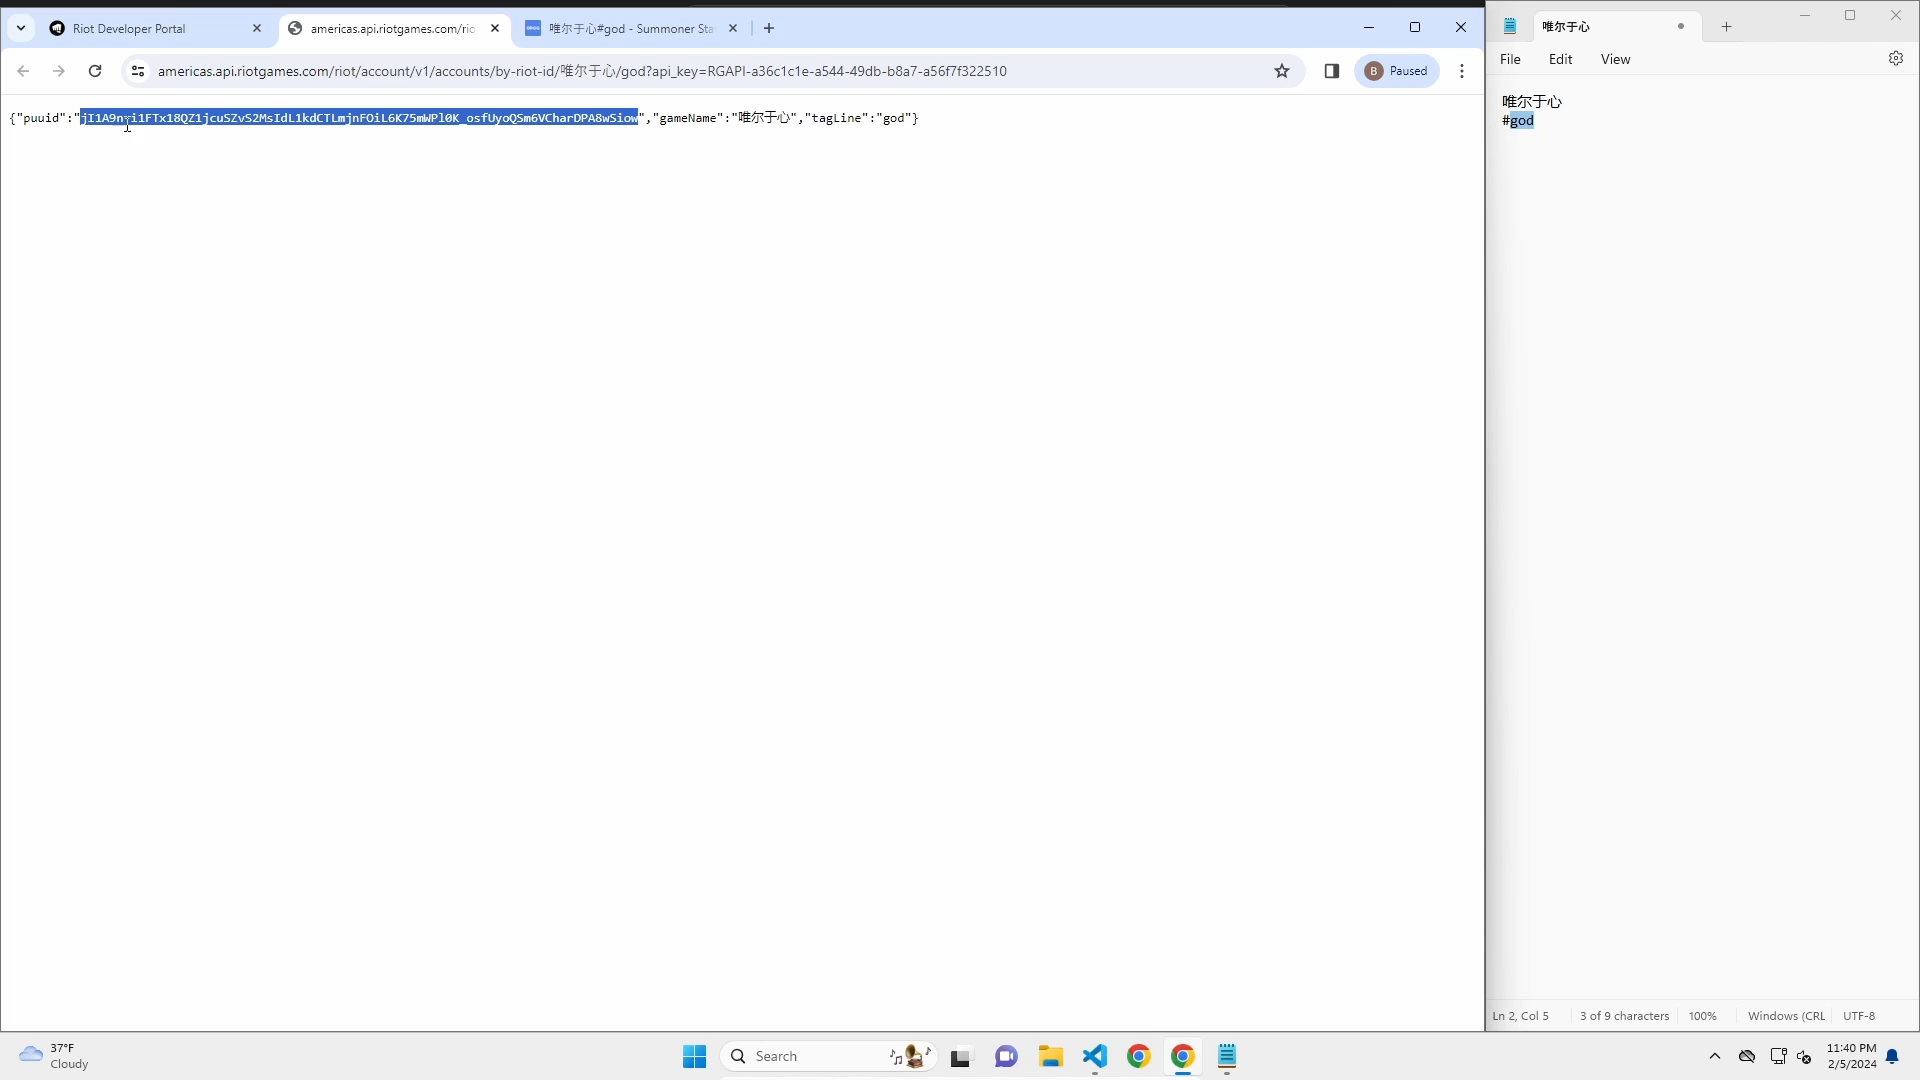 Riot Developer Portal
americas.api.riotgames.com/rio
唯尔于心#god - Summoner Sta
唯尔于心
americas.api.riotgames.com/riot/account/v1/accounts/by-riot-id/唯尔于心/god?api_key=RGAPI-a36c1c1e-a544-49db-b8a7-a56f7f322510
B
Paused
File
Edit
View
{"puuid":" ","gameName":"唯尔于心","tagLine":"god"}
唯尔于心
#god
Ln 2, Col 5
3 of 9 characters
100%
Windows (CRL
UTF-8
37°F
Cloudy
Search
11:40 PM
2/5/2024